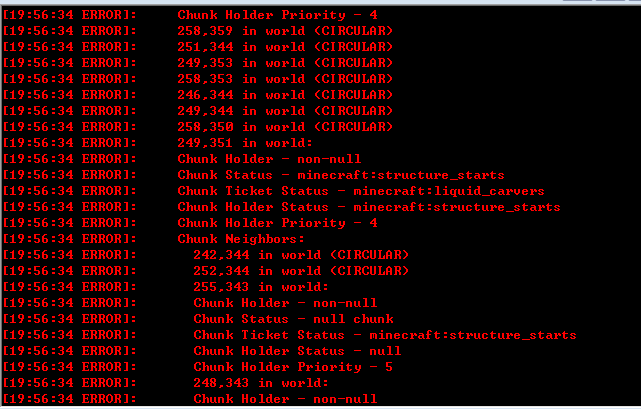 [19:56:34 ERROR]: Chunk Holder Priority - 4
[19:56:34 ERROR]: 258,359 in world (CIRCULAR)
[19:56:34 ERROR]: 251,344 in world (CIRCULAR)
[19:56:34 ERROR]: 249,353 in world (CIRCULAR)
[19:56:34 ERROR]: 258,353 in world (CIRCULAR)
[19:56:34 ERROR]: 246,344 in world (CIRCULAR)
[19:56:34 ERROR]: 249,344 in world (CIRCULAR)
[19:56:34 ERROR]: 258,350 in world (CIRCULAR)
[19:56:34 ERROR]: 249,351 in world:
[19:56:34 ERROR]: Chunk Holder - non-null
[19:56:34 ERROR]: Chunk Status - minecraft:structure_starts
[19:56:34 ERROR]: Chunk Ticket Status - minecraft:liquid_carvers
[19:56:34 ERROR]: Chunk Holder Status - minecraft:structure_starts
[19:56:34 ERROR]: Chunk Holder Priority - 4
[19:56:34 ERROR]: Chunk Neighbors:
[19:56:34 ERROR]: 242,344 in world (CIRCULAR)
[19:56:34 ERROR]: 252,344 in world (CIRCULAR)
[19:56:34 ERROR]: 255,343 in world:
[19:56:34 ERROR]: Chunk Holder - non-null
[19:56:34 ERROR]: Chunk Status - null chunk
[19:56:34 ERROR]: Chunk Ticket Status - minecraft:structure_starts
[19:56:34 ERROR]: Chunk Holder Status - null
[19:56:34 ERROR]: Chunk Holder Priority - 5
[19:56:34 ERROR]: 248,343 in world:
[19:56:34 ERROR]: Chunk Holder - non-null